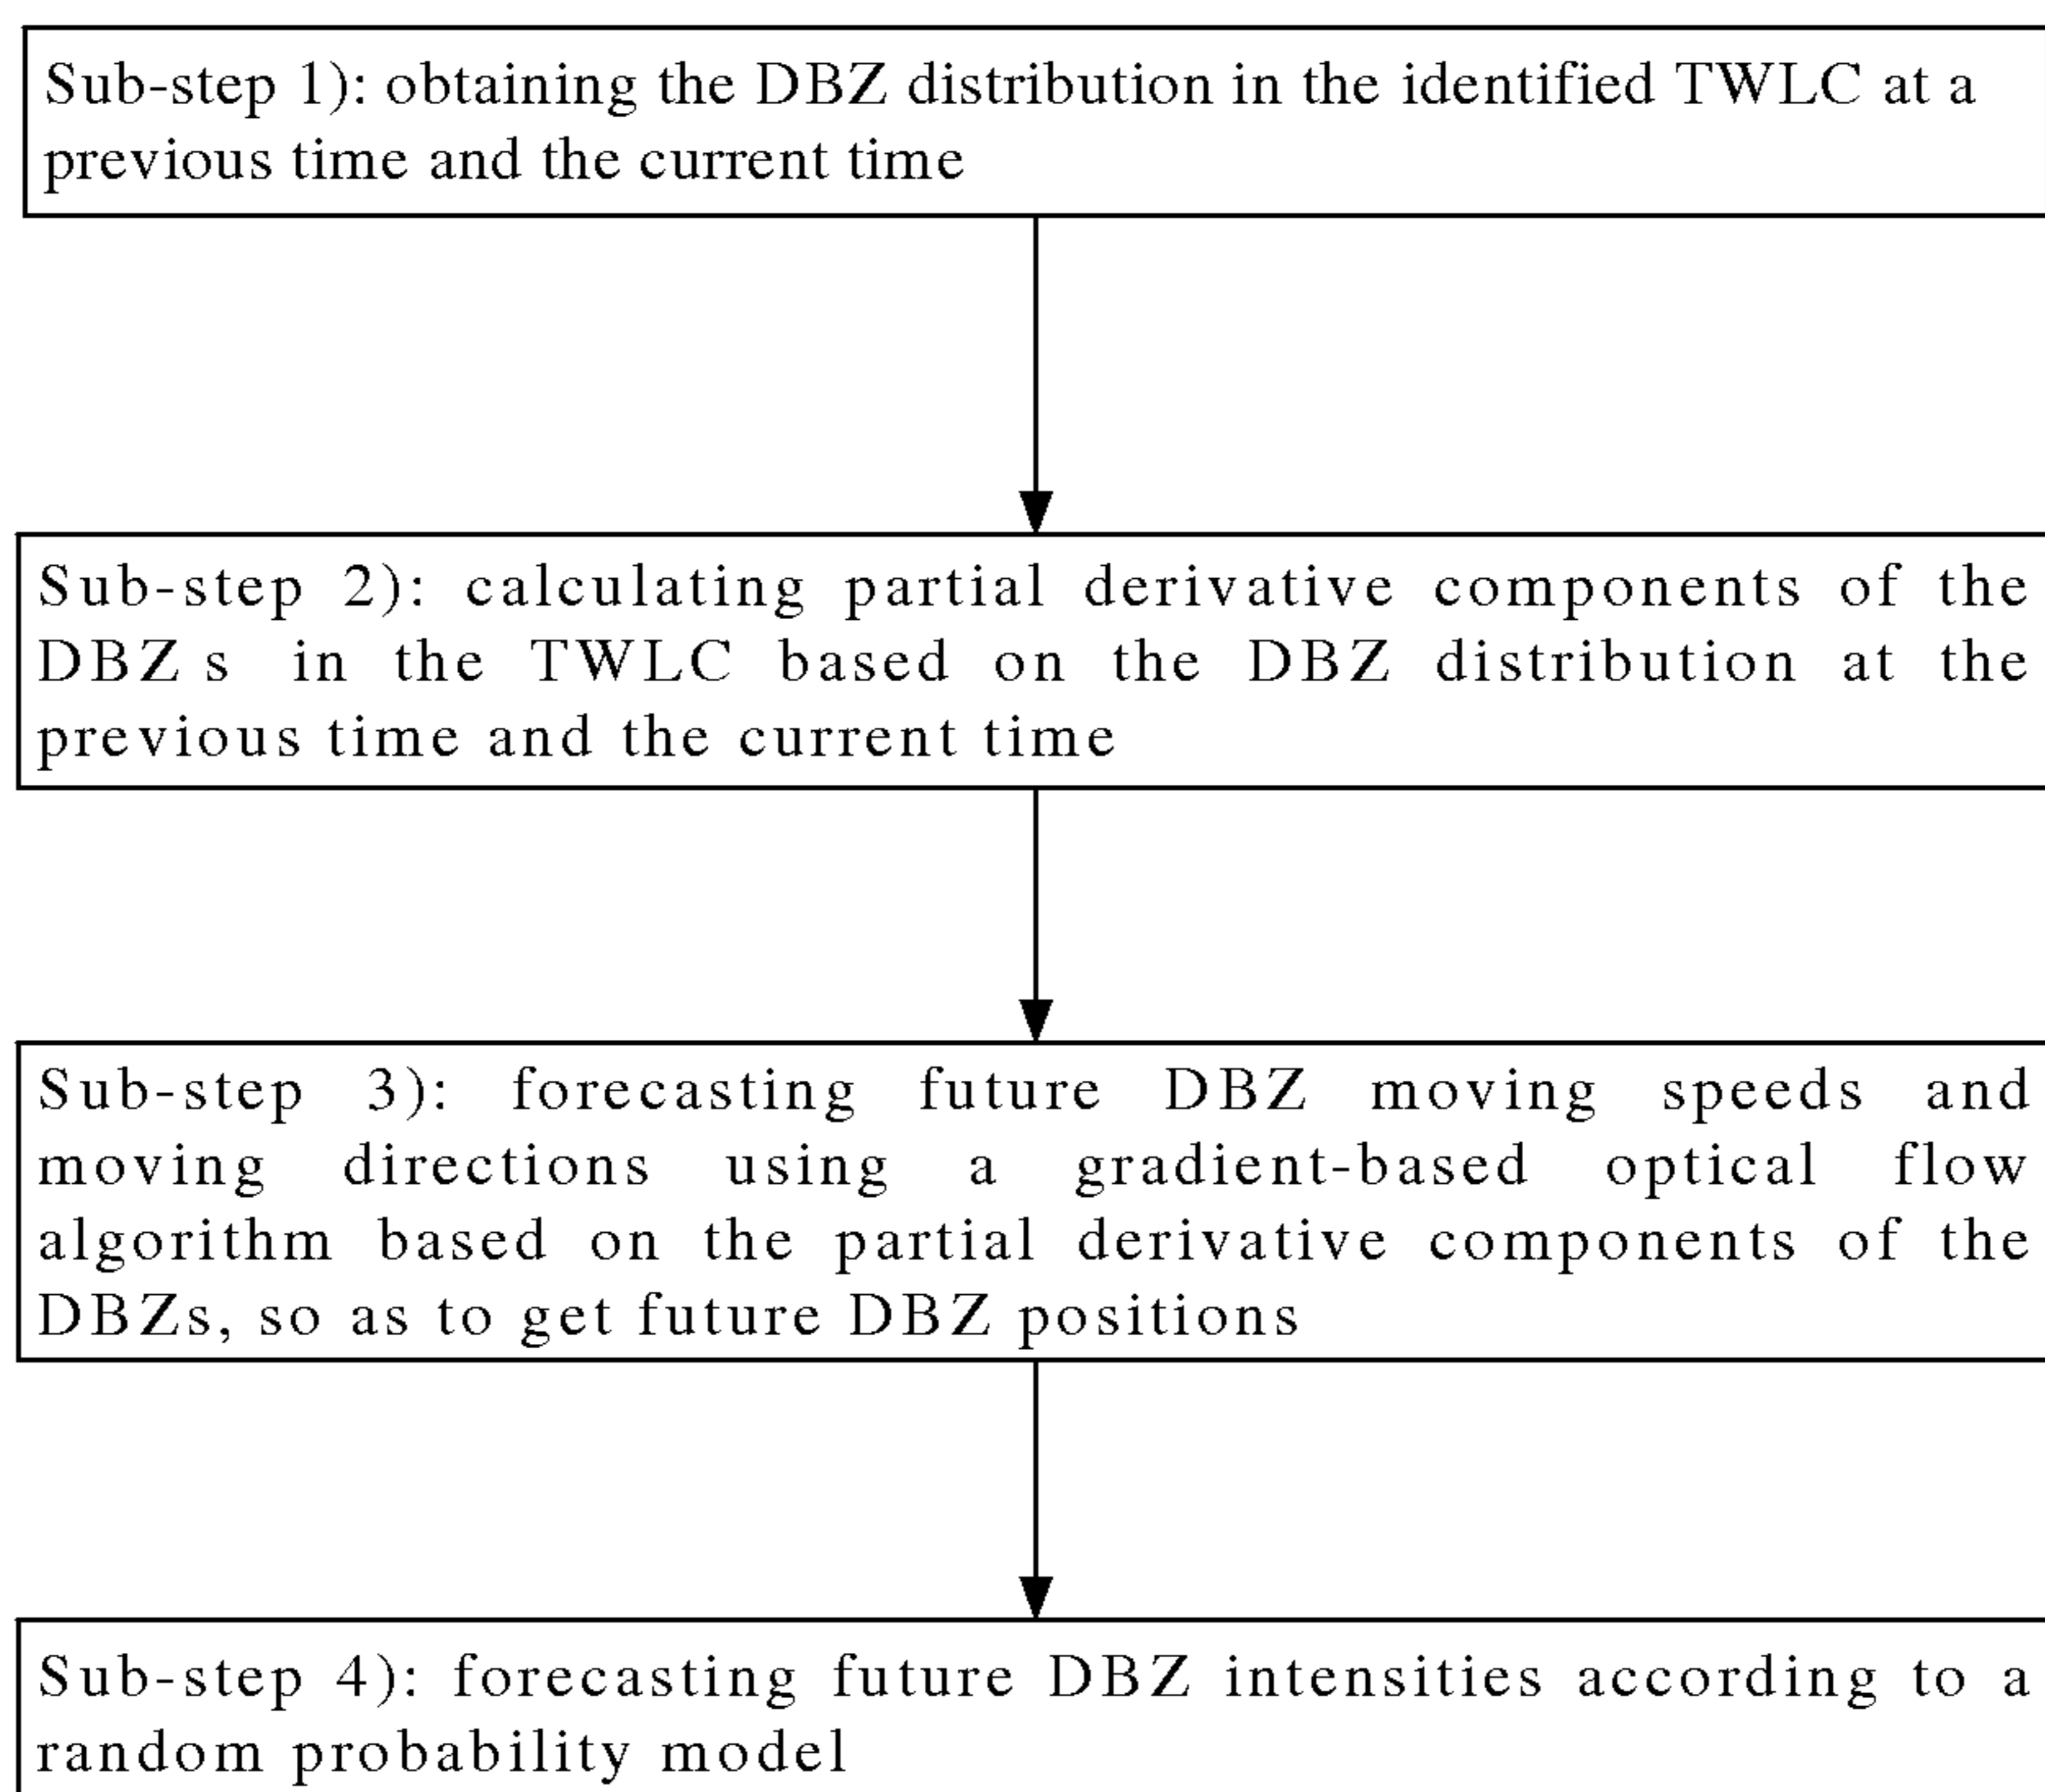 Sub-step 1): obtaining the DBZ distribution in the identified TWLC at a
previous time and the current time
Sub-step 2): calculating partial derivative components of the
DBZ s in the TWLC based on the DBZ distribution at the
previous time and the current time
Sub-step 3): forecasting future DBZ moving speeds and
moving directions using a gradient-based optical flow
algorithm based on the partial derivative components of the
DBZs, so as to get future DBZ positions
Sub-step 4): forecasting future DBZ intensities according to a
random probability model